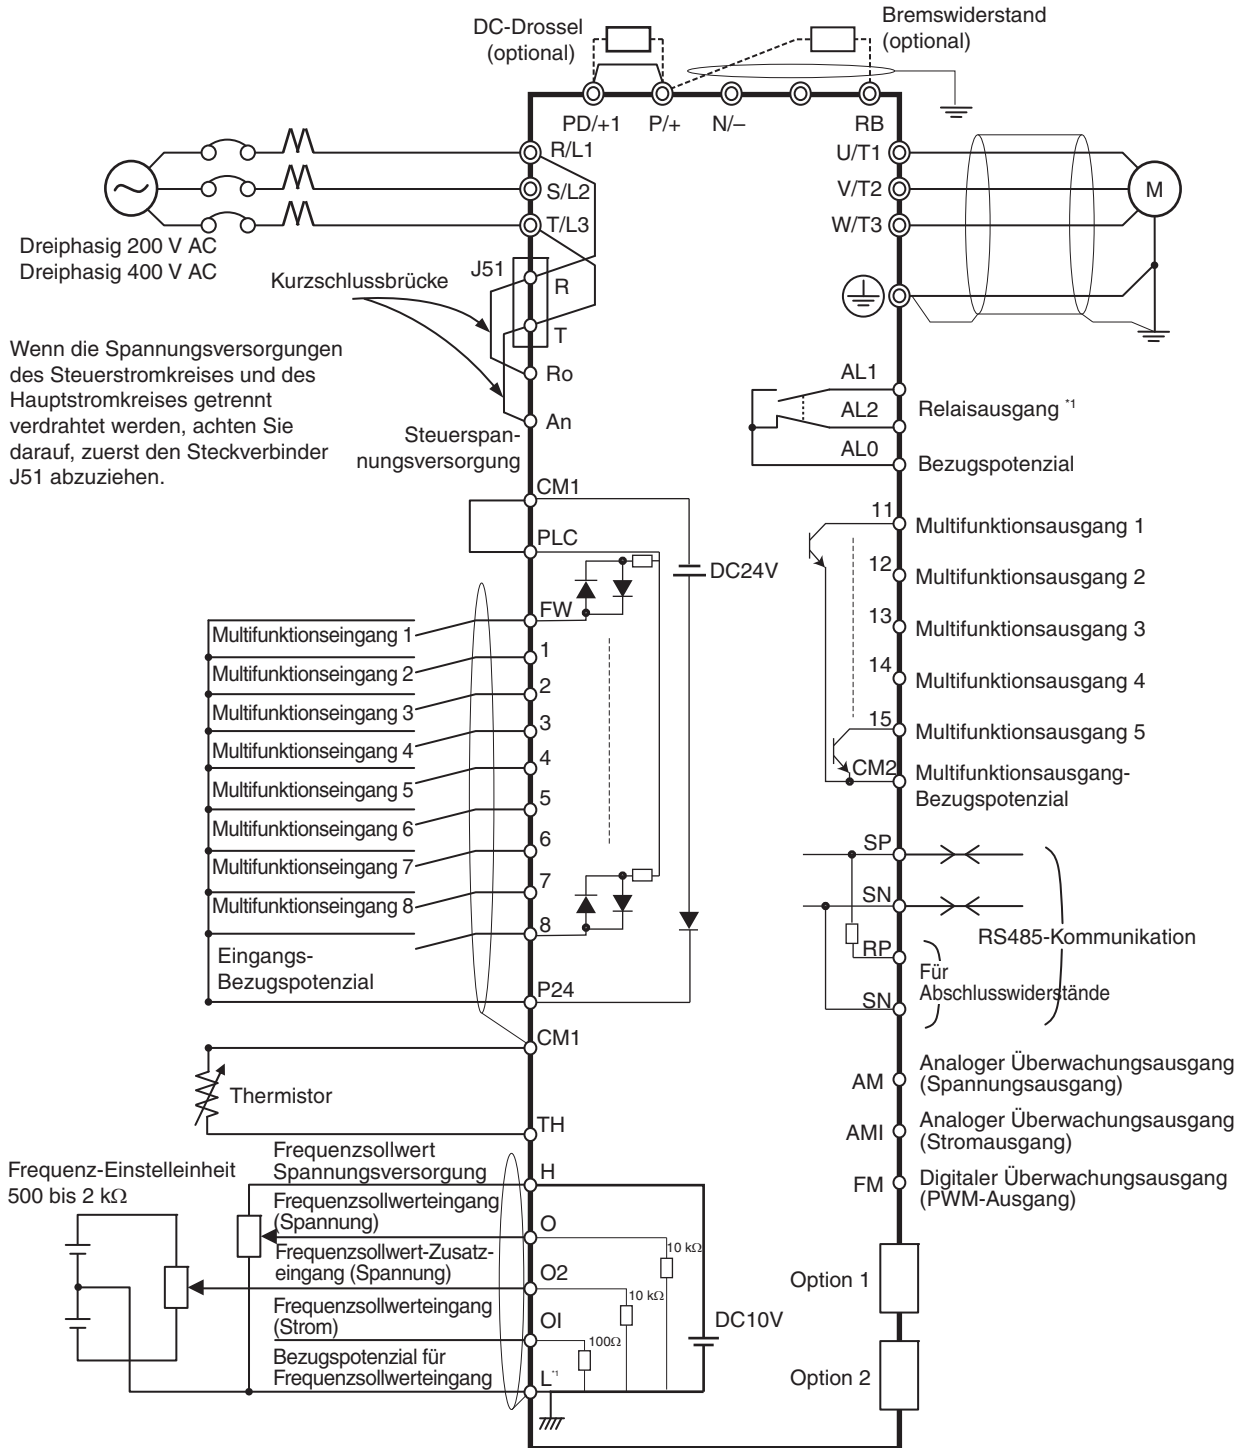 DC-Drossel
(optional)
Bremswiderstand
(optional)
PD/+1
P/+
N/–
RB
R/L1
S/L2
T/L3
U/T1
V/T2
W/T3
M
Dreiphasig 200 V AC
Dreiphasig 400 V AC
Kurzschlussbrücke
J51
R
T
Ro
An
Wenn die Spannungsversorgungen
des Steuerstromkreises und des
Hauptstromkreises getrennt
verdrahtet werden, achten Sie
darauf, zuerst den Steckverbinder
J51 abzuziehen.
Steuerspan-
nungsversorgung
AL1
AL2
AL0
Relaisausgang *1
Bezugspotenzial
CM1
PLC
DC24V
FW
1
2
3
4
5
6
7
8
P24
CM1
TH
Multifunktionseingang 1
Multifunktionseingang 2
Multifunktionseingang 3
Multifunktionseingang 4
Multifunktionseingang 5
Multifunktionseingang 6
Multifunktionseingang 7
Multifunktionseingang 8
Eingangs-
Bezugspotenzial
Thermistor
11
Multifunktionsausgang 1
12
Multifunktionsausgang 2
13
Multifunktionsausgang 3
14
Multifunktionsausgang 4
15
Multifunktionsausgang 5
CM2
Multifunktionsausgang-
Bezugspotenzial
SP
SN
RP
SN
RS485-Kommunikation
Für
Abschlusswiderstände
AM
Analoger Überwachungsausgang
(Spannungsausgang)
AMI
Analoger Überwachungsausgang
(Stromausgang)
FM
Digitaler Überwachungsausgang
(PWM-Ausgang)
Frequenz-Einstelleinheit
500 bis 2 kΩ
Frequenzsollwert
Spannungsversorgung
Frequenzsollwerteingang
(Spannung)
Frequenzsollwert-Zusatz-
eingang (Spannung)
Frequenzsollwerteingang
(Strom)
Bezugspotenzial für
Frequenzsollwerteingang
H
O
O2
OI
L*1
10 kΩ
10 kΩ
100Ω
DC10V
Option 1
Option 2